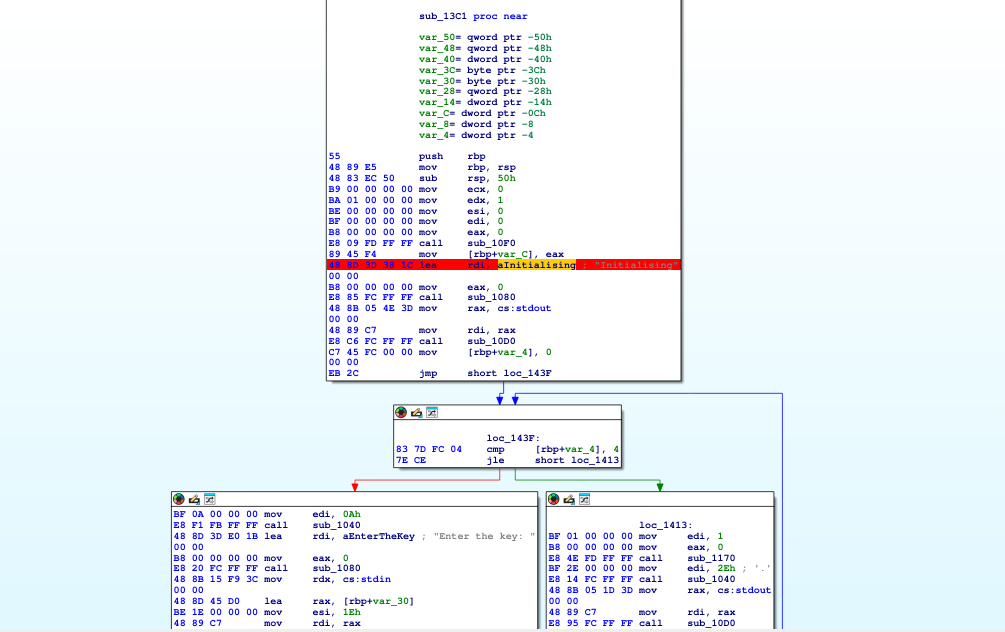 sub_13C1 proc near
var_50= qword ptr -50h
var_48= qword ptr -48h
var_40= dword ptr -40h
var_3C= byte ptr -3Ch
var_30= byte ptr -30h
var_28= qword ptr -28h
var_14= dword ptr -14h
var_C= dword ptr -0Ch
var_8= dword ptr -8
var_4= dword ptr -4
55 push rbp
48 89 E5 mov rbp, rsp
48 83 EC 50 sub rsp, 50h
B9 00 00 00 00 mov ecx, 0
BA 01 00 00 00 mov edx, 1
BE 00 00 00 00 mov esi, 0
BF 00 00 00 00 mov edi, 0
B8 00 00 00 00 mov eax, 0
E8 09 FD FF FF call sub_10F0
89 45 F4 mov [rbp+var_C], eax
48 8D 3D 38 1C lea rdi, aInitialising ; "Initialising"
00 00
B8 00 00 00 00 mov eax, 0
E8 85 FC FF FF call sub_1080
48 8B 05 4E 3D mov rax, cs:stdout
00 00
48 89 C7 mov rdi, rax
E8 C6 FC FF FF call sub_10D0
C7 45 FC 00 00 mov [rbp+var_4], 0
00 00
EB 2C jmp short loc_143F
loc_143F:
83 7D FC 04 cmp [rbp+var_4], 4
7E CE jle short loc_1413
BF 0A 00 00 00 mov edi, 0Ah
E8 F1 FB FF FF call sub_1040
48 8D 3D E0 1B lea rdi, aEnterTheKey ; "Enter the key: "
00 00
B8 00 00 00 00 mov eax, 0
E8 20 FC FF FF call sub_1080
48 8B 15 F9 3C mov rdx, cs:stdin
00 00
48 8D 45 D0 lea rax, [rbp+var_30]
BE 1E 00 00 00 mov esi, 1Eh
48 89 C7 mov rdi, rax
loc_1413:
BF 01 00 00 00 mov edi, 1
B8 00 00 00 00 mov eax, 0
E8 4E FD FF FF call sub_1170
BF 2E 00 00 00 mov edi, 2Eh ; '.'
E8 14 FC FF FF call sub_1040
48 8B 05 1D 3D mov rax, cs:stdout
00 00
48 89 C7 mov rdi, rax
E8 95 FC FF FF call sub_10D0